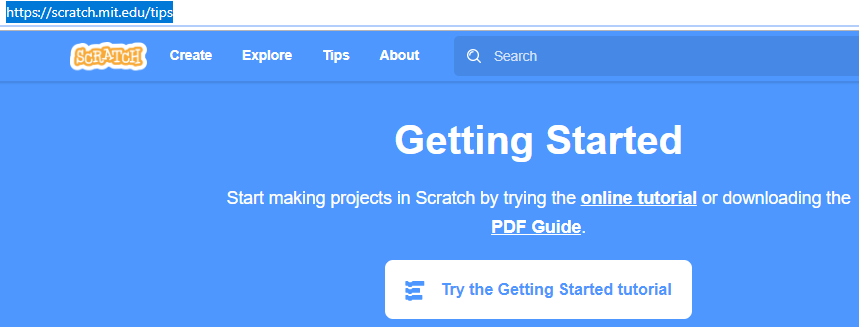 https://scratch.mit.edu/tips
SCRATCH Create Explore Tips About Search
Getting Started
Start making projects in Scratch by trying the online tutorial or downloading the
PDF Guide.
Try the Getting Started tutorial